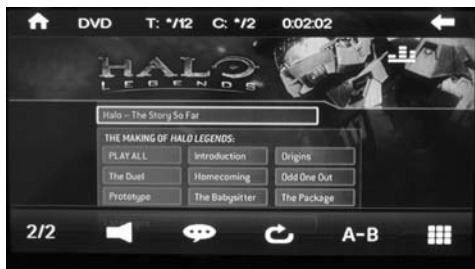 DVD T: */12 C: */2 0:02:02
HALO
LEGENDS
Halo – The Story So Far
THE MAKING OF HALO LEGENDS:
PLAY ALL Introduction Origins
The Duel Homecoming Odd One Out
Prototype The Babysitter The Package
2/2 A-B